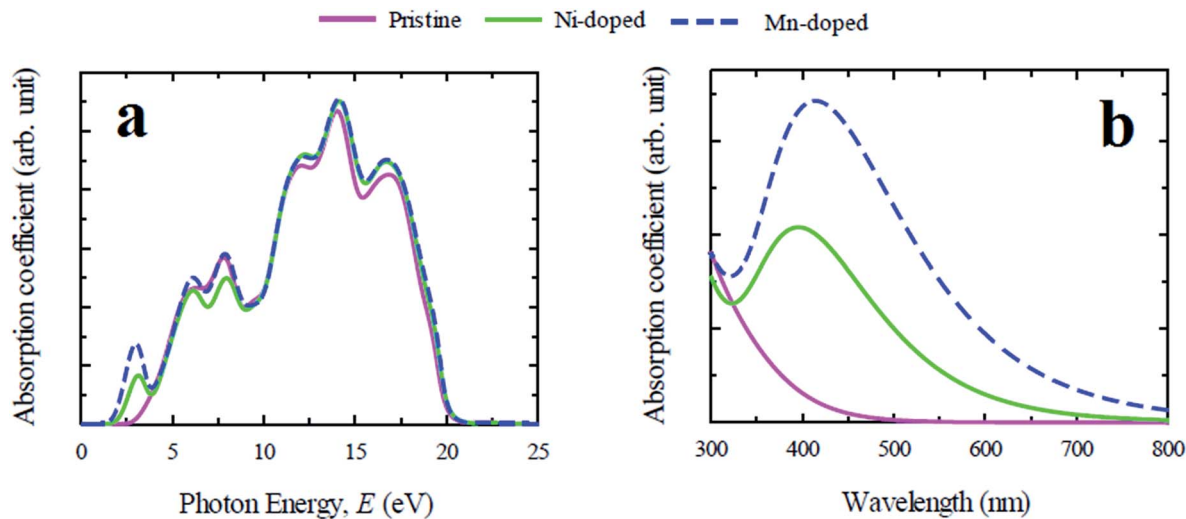 Pristine Ni-doped Mn-doped
Absorption coefficient (arb. unit)
a
0 5 10 15 20 25
Photon Energy, E (eV)
Absorption coefficient (arb. unit)
b
300 400 500 600 700 800
Wavelength (nm)